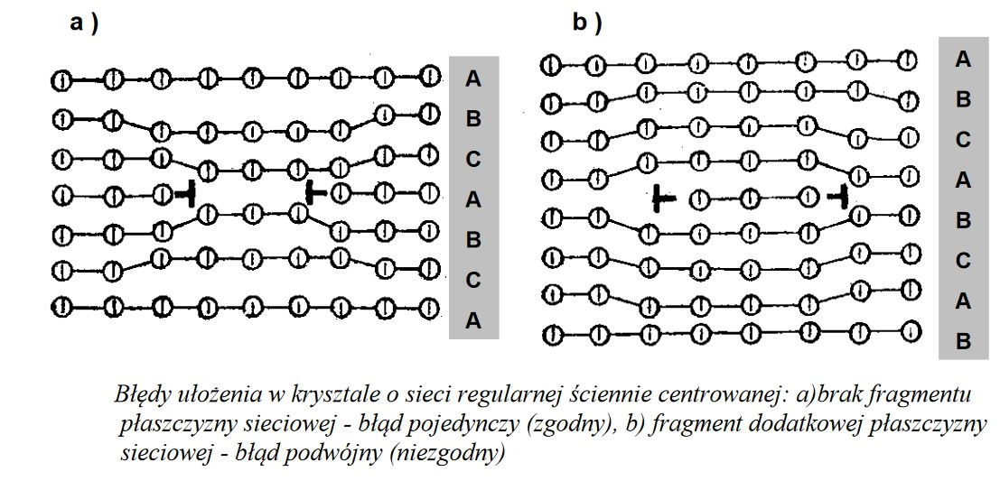 a )
b )
A
B
C
A
B
C
A
A
B
C
A
B
C
A
B
Błędy ułożenia w krysztale o sieci regularnej ściennie centrowanej: a)brak fragmentu
płaszczyzny sieciowej - błąd pojedynczy (zgodny), b) fragment dodatkowej płaszczyzny
sieciowej - błąd podwójny (niezgodny)